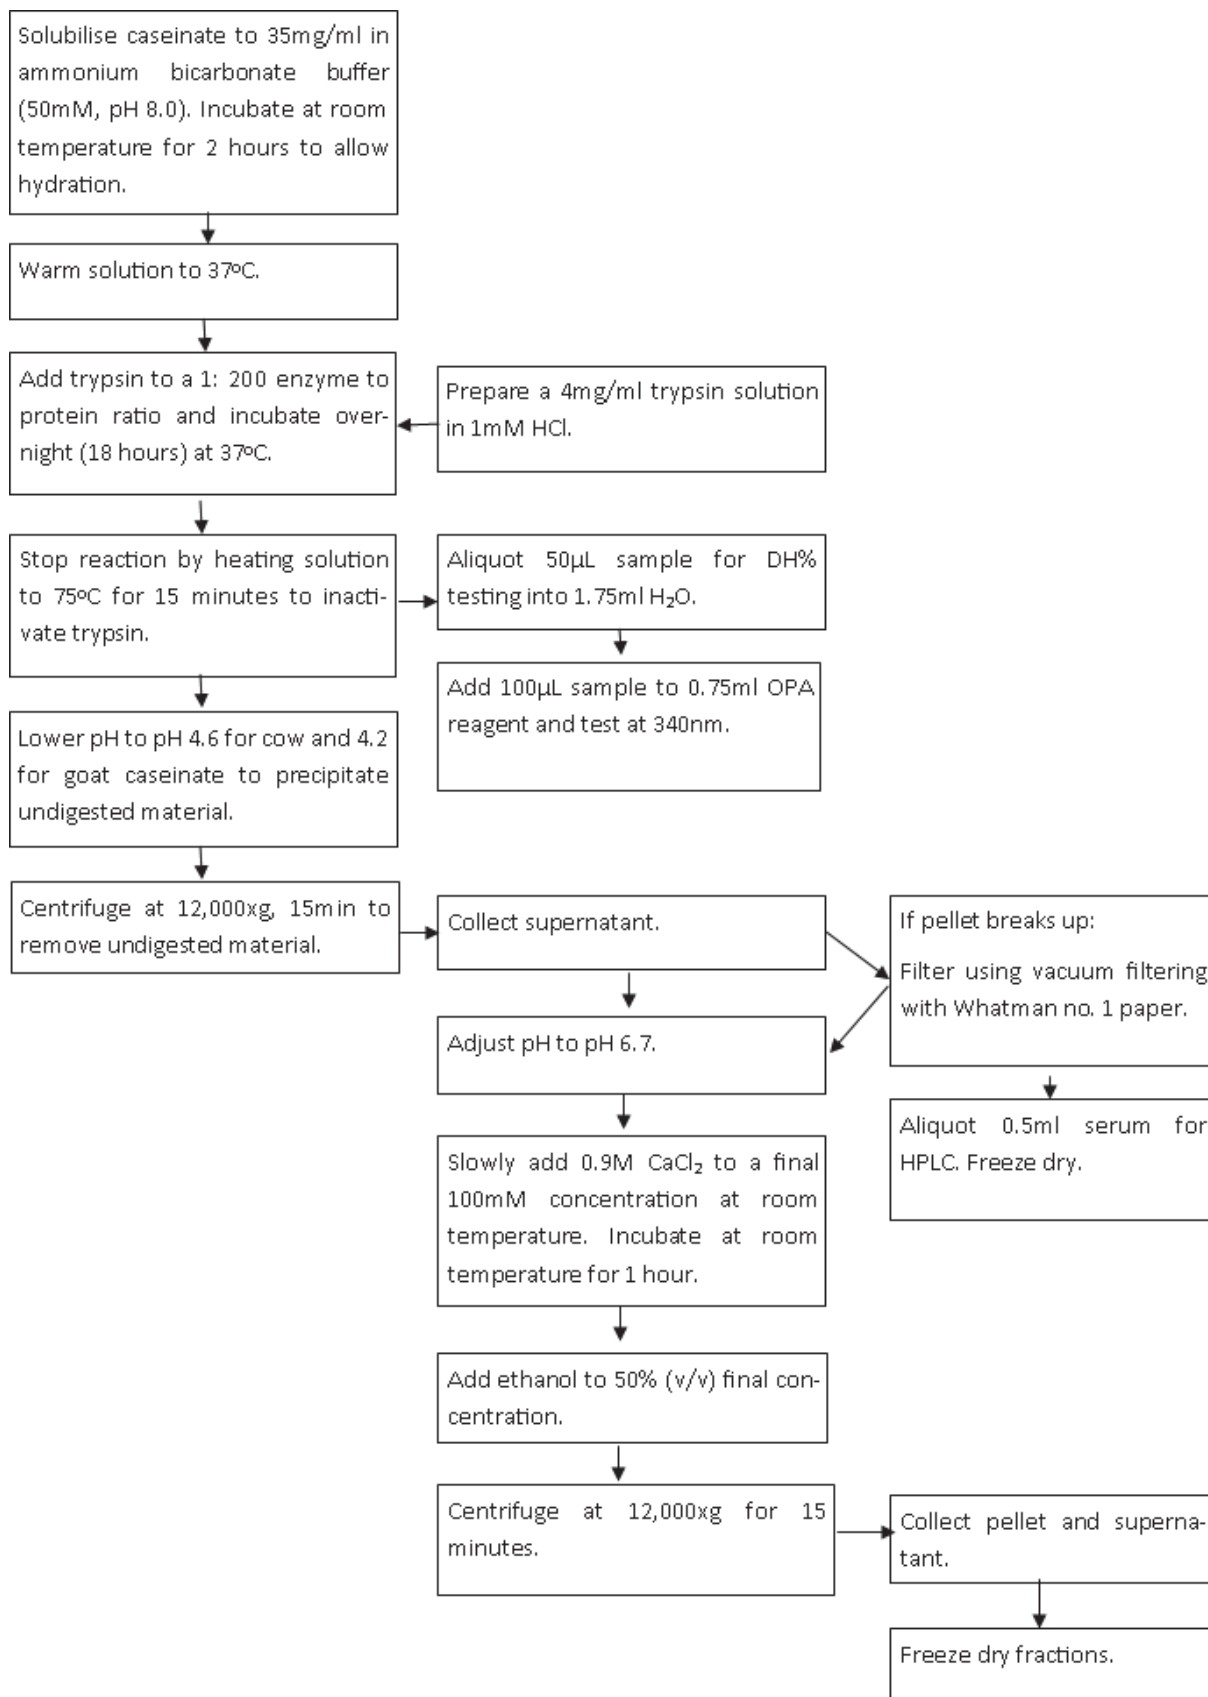 Solubilise caseinate to 35mg/ml in
ammonium bicarbonate buffer
(50mM, pH 8.0). Incubate at room
temperature for 2 hours to allow
hydration.
Warm solution to 37ºC.
Add trypsin to a 1: 200 enzyme to
protein ratio and incubate over-
night (18 hours) at 37ºC.
Prepare a 4mg/ml trypsin solution
in 1mM HCl.
Stop reaction by heating solution
to 75ºC for 15 minutes to inacti-
vate trypsin.
Aliquot 50µL sample for DH%
testing into 1.75ml H₂O.
Add 100µL sample to 0.75ml OPA
reagent and test at 340nm.
Lower pH to pH 4.6 for cow and 4.2
for goat caseinate to precipitate
undigested material.
Centrifuge at 12,000xg, 15min to
remove undigested material.
Collect supernatant.
If pellet breaks up:
Filter using vacuum filtering
with Whatman no. 1 paper.
Adjust pH to pH 6.7.
Aliquot 0.5ml serum for
HPLC. Freeze dry.
Slowly add 0.9M CaCl₂ to a final
100mM concentration at room
temperature. Incubate at room
temperature for 1 hour.
Add ethanol to 50% (v/v) final con-
centration.
Centrifuge at 12,000xg for 15
minutes.
Collect pellet and superna-
tant.
Freeze dry fractions.